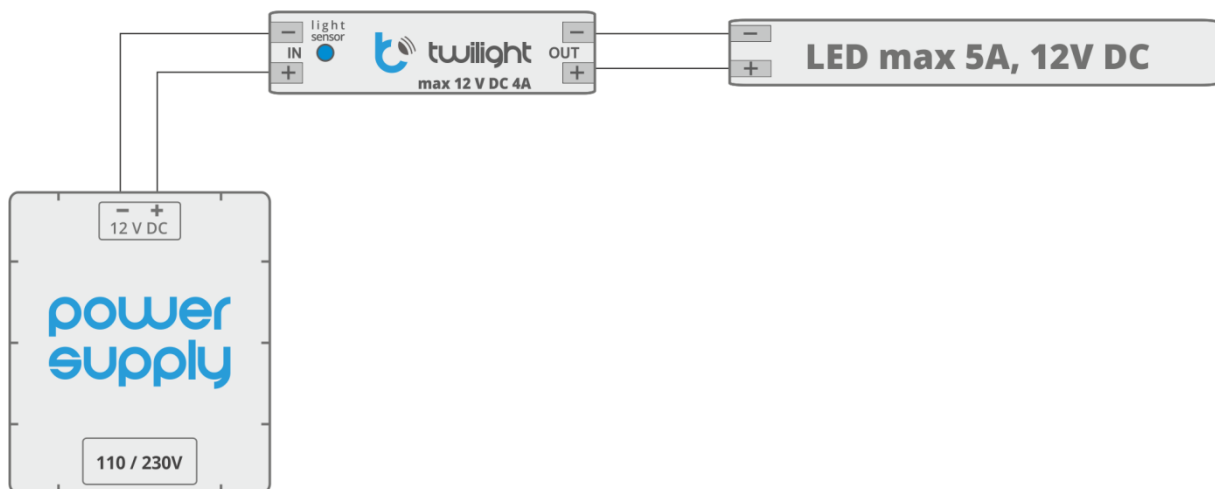 − light
sensor
IN
+
twilight
max 12 V DC 4A
−
OUT
+
−
+
LED max 5A, 12V DC
− +
12 V DC
power
supply
110 / 230V